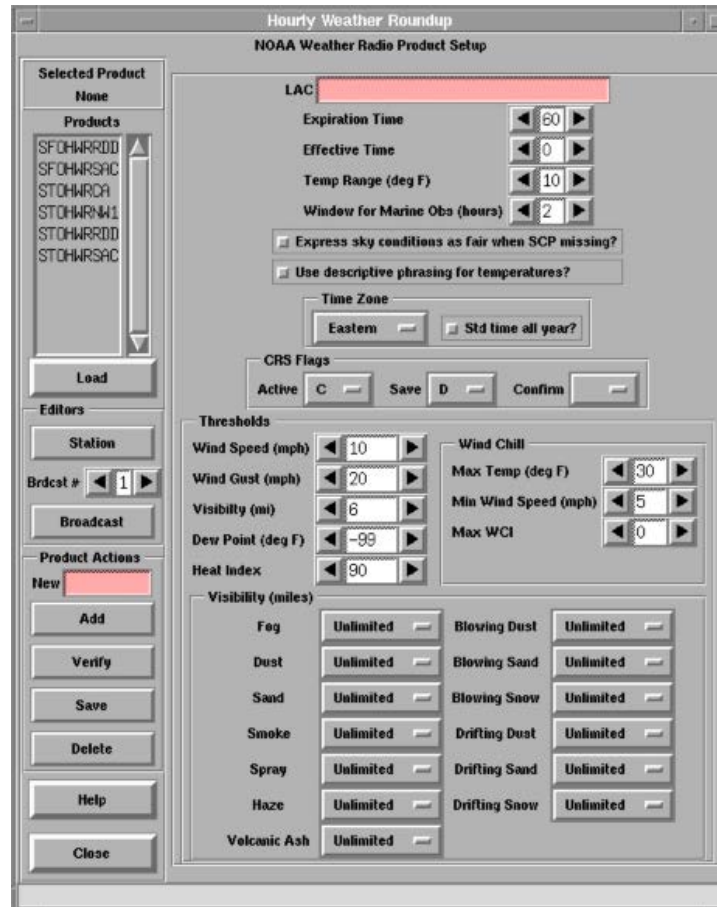 Hourly Weather Roundup
NOAA Weather Radio Product Setup
Selected Product
None
Products
SFOHWRRDD
SFOHWRSAC
STOHWRCA
STOHWRNW1
STOHWRRDD
STOHWRSAC
Load
Editors
Station
Brdcst # 1
Broadcast
Product Actions
New
Add
Verify
Save
Delete
Help
Close
LAC
Expiration Time 60
Effective Time 0
Temp Range (deg F) 10
Window for Marine Obs (hours) 2
Express sky conditions as fair when SCP missing?
Use descriptive phrasing for temperatures?
Time Zone
Eastern Std time all year?
CRS Flags
Active C Save D Confirm
Thresholds
Wind Speed (mph) 10
Wind Gust (mph) 20
Visibilty (mi) 6
Dew Point (deg F) -99
Heat Index 90
Wind Chill
Max Temp (deg F) 30
Min Wind Speed (mph) 5
Max WCI 0
Visibility (miles)
Fog Unlimited Blowing Dust Unlimited
Dust Unlimited Blowing Sand Unlimited
Sand Unlimited Blowing Snow Unlimited
Smoke Unlimited Drifting Dust Unlimited
Spray Unlimited Drifting Sand Unlimited
Haze Unlimited Drifting Snow Unlimited
Volcanic Ash Unlimited